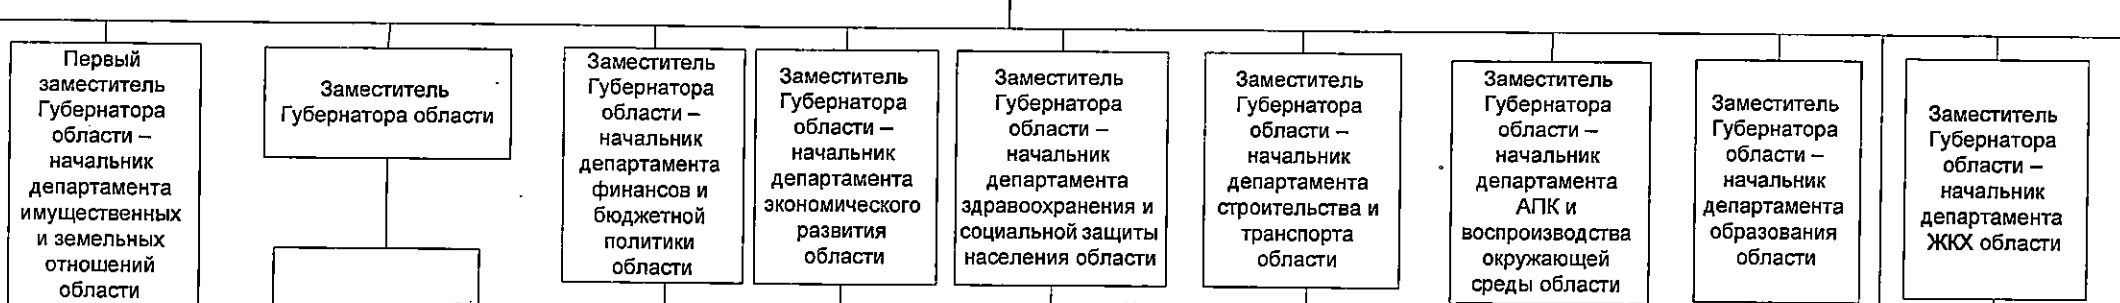 Первый
заместитель
Губернатора
области –
начальник
департамента
имущественных
и земельных
отношений
области
Заместитель
Губернатора области
Заместитель
Губернатора
области –
начальник
департамента
финансов и
бюджетной
политики
области
Заместитель
Губернатора
области –
начальник
департамента
экономического
развития
области
Заместитель
Губернатора
области –
начальник
департамента
здравоохранения и
социальной защиты
населения области
Заместитель
Губернатора
области –
начальник
департамента
строительства и
транспорта
области
Заместитель
Губернатора
области –
начальник
департамента
АПК и
воспроизводства
окружающей
среды области
Заместитель
Губернатора
области –
начальник
департамента
образования
области
Заместитель
Губернатора
области –
начальник
департамента
ЖКХ области